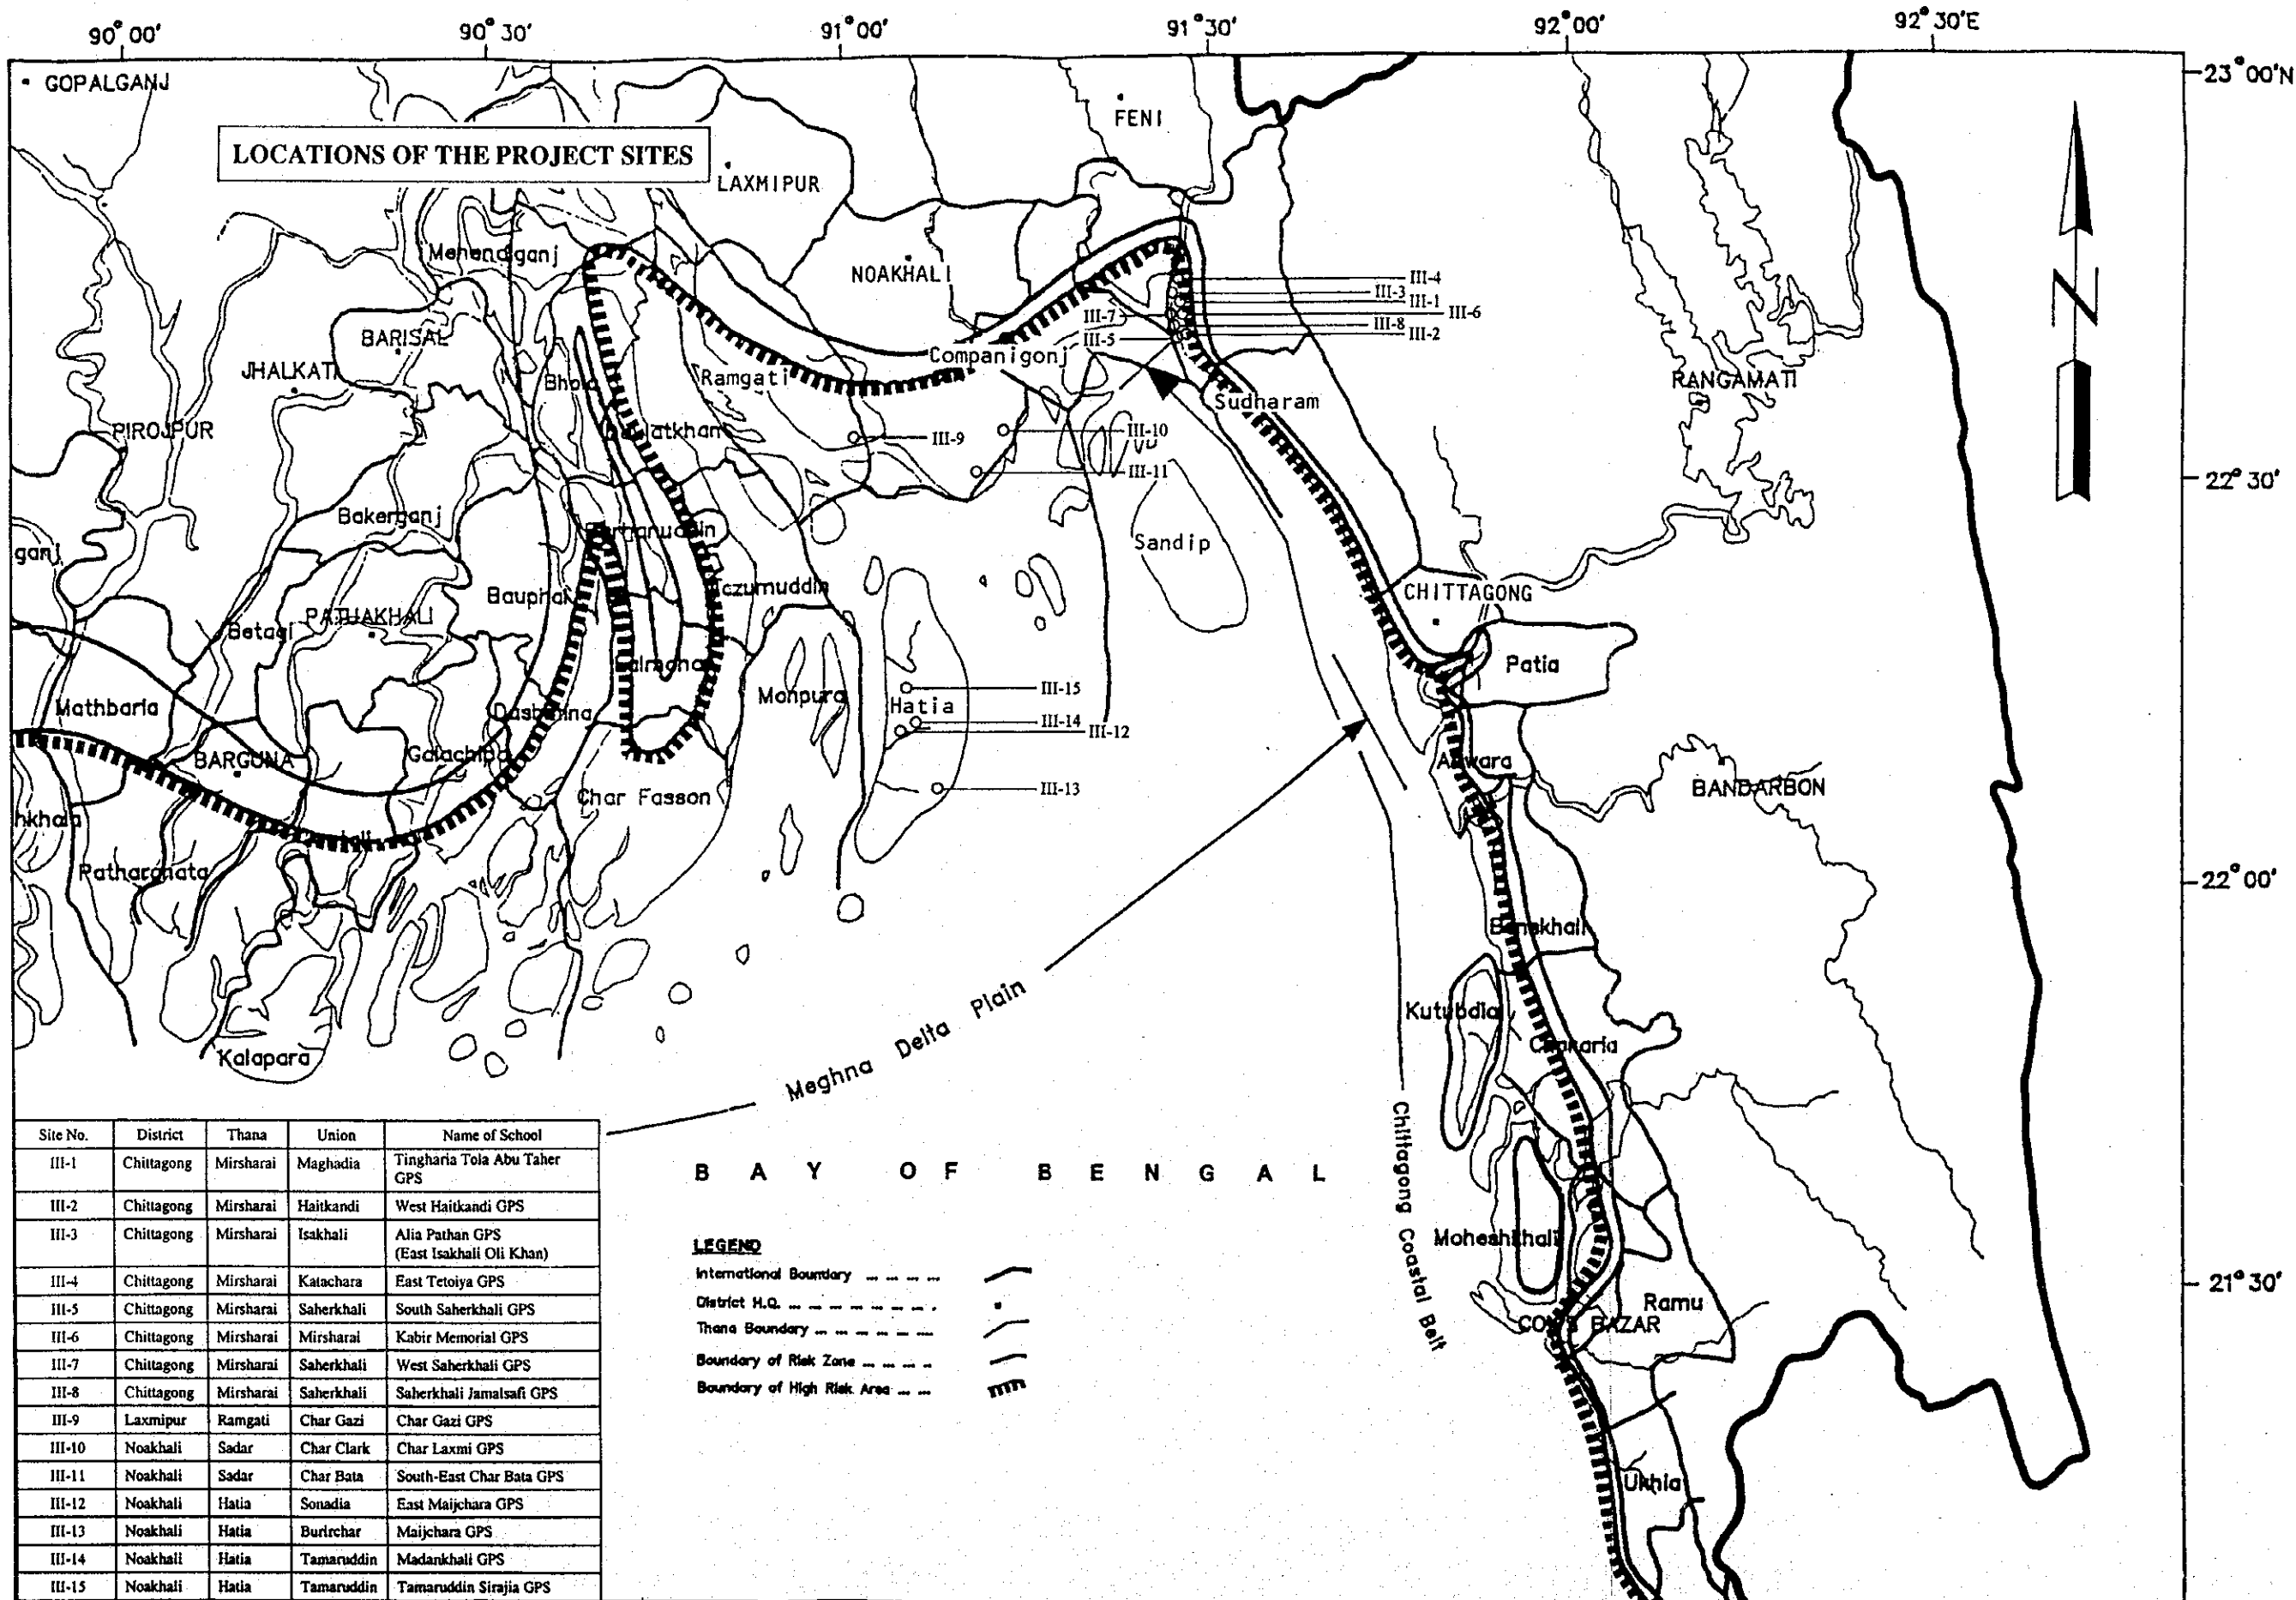 90°00'
90°30'
91°00'
91°30'
92°00'
92°30'E
23°00'N
22°30'
22°00'
21°30'
GOPALGANJ
LOCATIONS OF THE PROJECT SITES
FENI
LAXMIPUR
Mehendiganj
NOAKHALI
III-4
III-3
III-1
III-7
III-6
III-8
III-5
III-2
BARISAL
Companigonj
JHALKATI
Bhola
Ramgati
RANGAMATI
Sudharam
PIROJPUR
III-9
III-10
III-11
Bakerganj
Sandip
ganj
Bauphal
CHITTAGONG
Betagi
Patia
Monpura
III-15
Mathbaria
Hatia
III-14
III-12
BARGUNA
Galachipa
Char Fasson
III-13
Anwara
BANDARBON
hkhala
Patharghata
Banskhali
Kutubdia
Kalapara
Meghna Delta Plain
Chittagong Coastal Belt
BAY OF BENGAL
Moheshkhali
Ramu
COX'S BAZAR
Ukhia
LEGEND
International Boundary
District H.Q.
Thana Boundary
Boundary of Risk Zone
Boundary of High Risk Area
Site No. District Thana Union Name of School
III-1 Chittagong Mirsharai Maghadia Tingharia Tola Abu Taher
GPS
III-2 Chittagong Mirsharai Haitkandi West Haitkandi GPS
III-3 Chittagong Mirsharai Isakhali Alia Pathan GPS
(East Isakhali Oli Khan)
III-4 Chittagong Mirsharai Katachara East Tetoiya GPS
III-5 Chittagong Mirsharai Saherkhali South Saherkhali GPS
III-6 Chittagong Mirsharai Mirsharai Kabir Memorial GPS
III-7 Chittagong Mirsharai Saherkhali West Saherkhali GPS
III-8 Chittagong Mirsharai Saherkhali Saherkhali Jamalsafi GPS
III-9 Laxmipur Ramgati Char Gazi Char Gazi GPS
III-10 Noakhali Sadar Char Clark Char Laxmi GPS
III-11 Noakhali Sadar Char Bata South-East Char Bata GPS
III-12 Noakhali Hatia Sonadia East Maijchara GPS
III-13 Noakhali Hatia Burirchar Maijchara GPS
III-14 Noakhali Hatia Tamaruddin Madankhali GPS
III-15 Noakhali Hatia Tamaruddin Tamaruddin Sirajia GPS